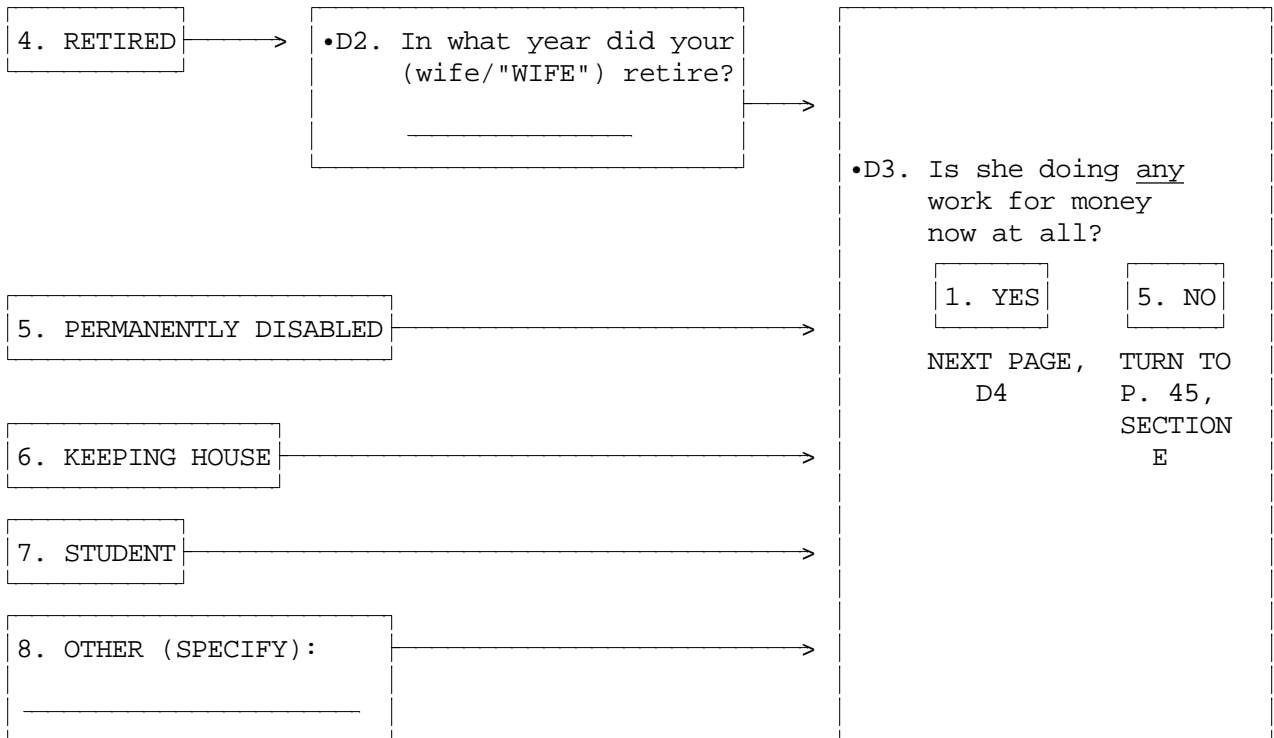 4. RETIRED
•D2. In what year did your
(wife/"WIFE") retire?
•D3. Is she doing any
work for money
now at all?
1. YES
5. NO
NEXT PAGE,
D4
TURN TO
P. 45,
SECTION
E
5. PERMANENTLY DISABLED
6. KEEPING HOUSE
7. STUDENT
8. OTHER (SPECIFY):